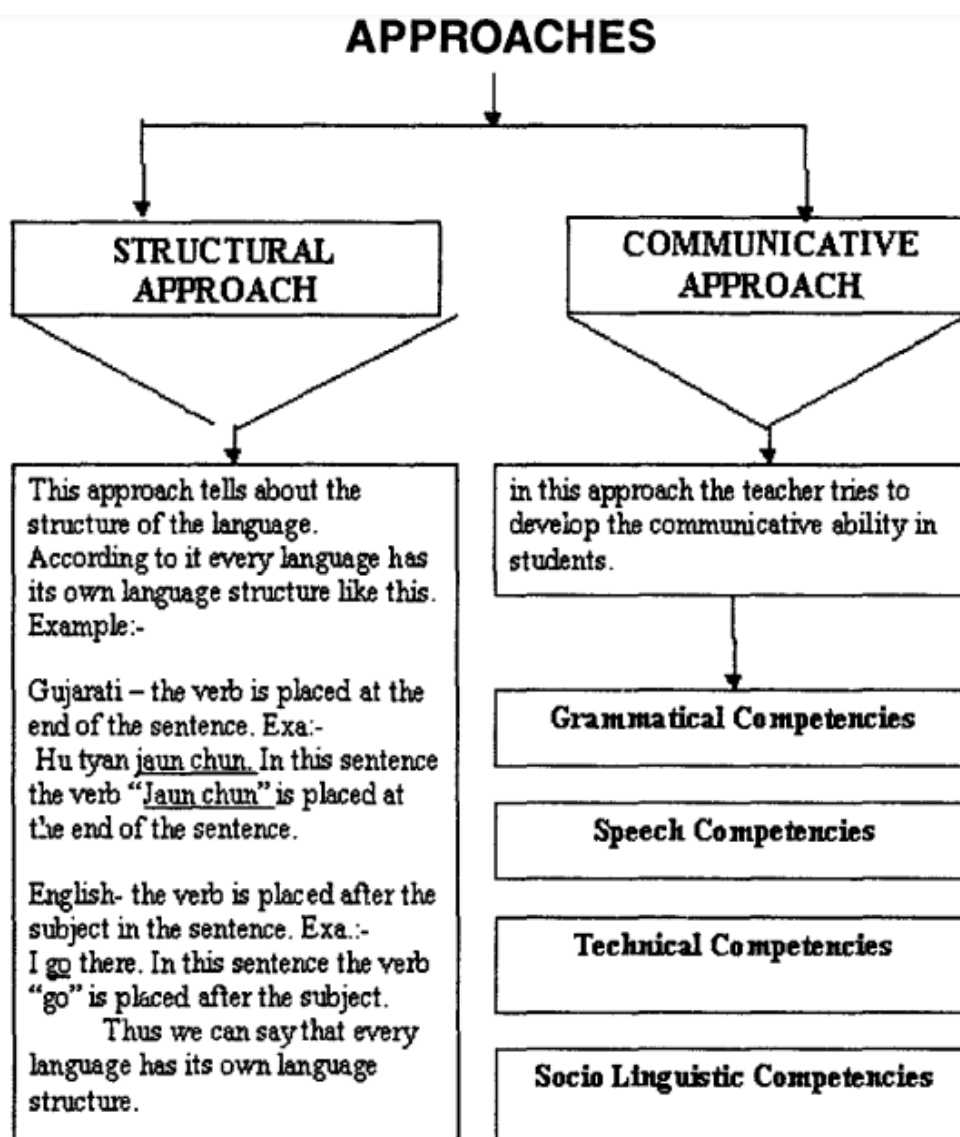 APPROACHES
STRUCTURAL
APPROACH
This approach tells about the
structure of the language.
According to it every language has
its own language structure like this.
Example:-
Gujarati – the verb is placed at the
end of the sentence. Exa:-
Hu tyan jaun chun. In this sentence
the verb “Jaun chun” is placed at
the end of the sentence.
English- the verb is placed after the
subject in the sentence. Exa.:-
I go there. In this sentence the verb
“go” is placed after the subject.
Thus we can say that every
language has its own language
structure.
COMMUNICATIVE
APPROACH
in this approach the teacher tries to
develop the communicative ability in
students.
Grammatical Competencies
Speech Competencies
Technical Competencies
Socio Linguistic Competencies